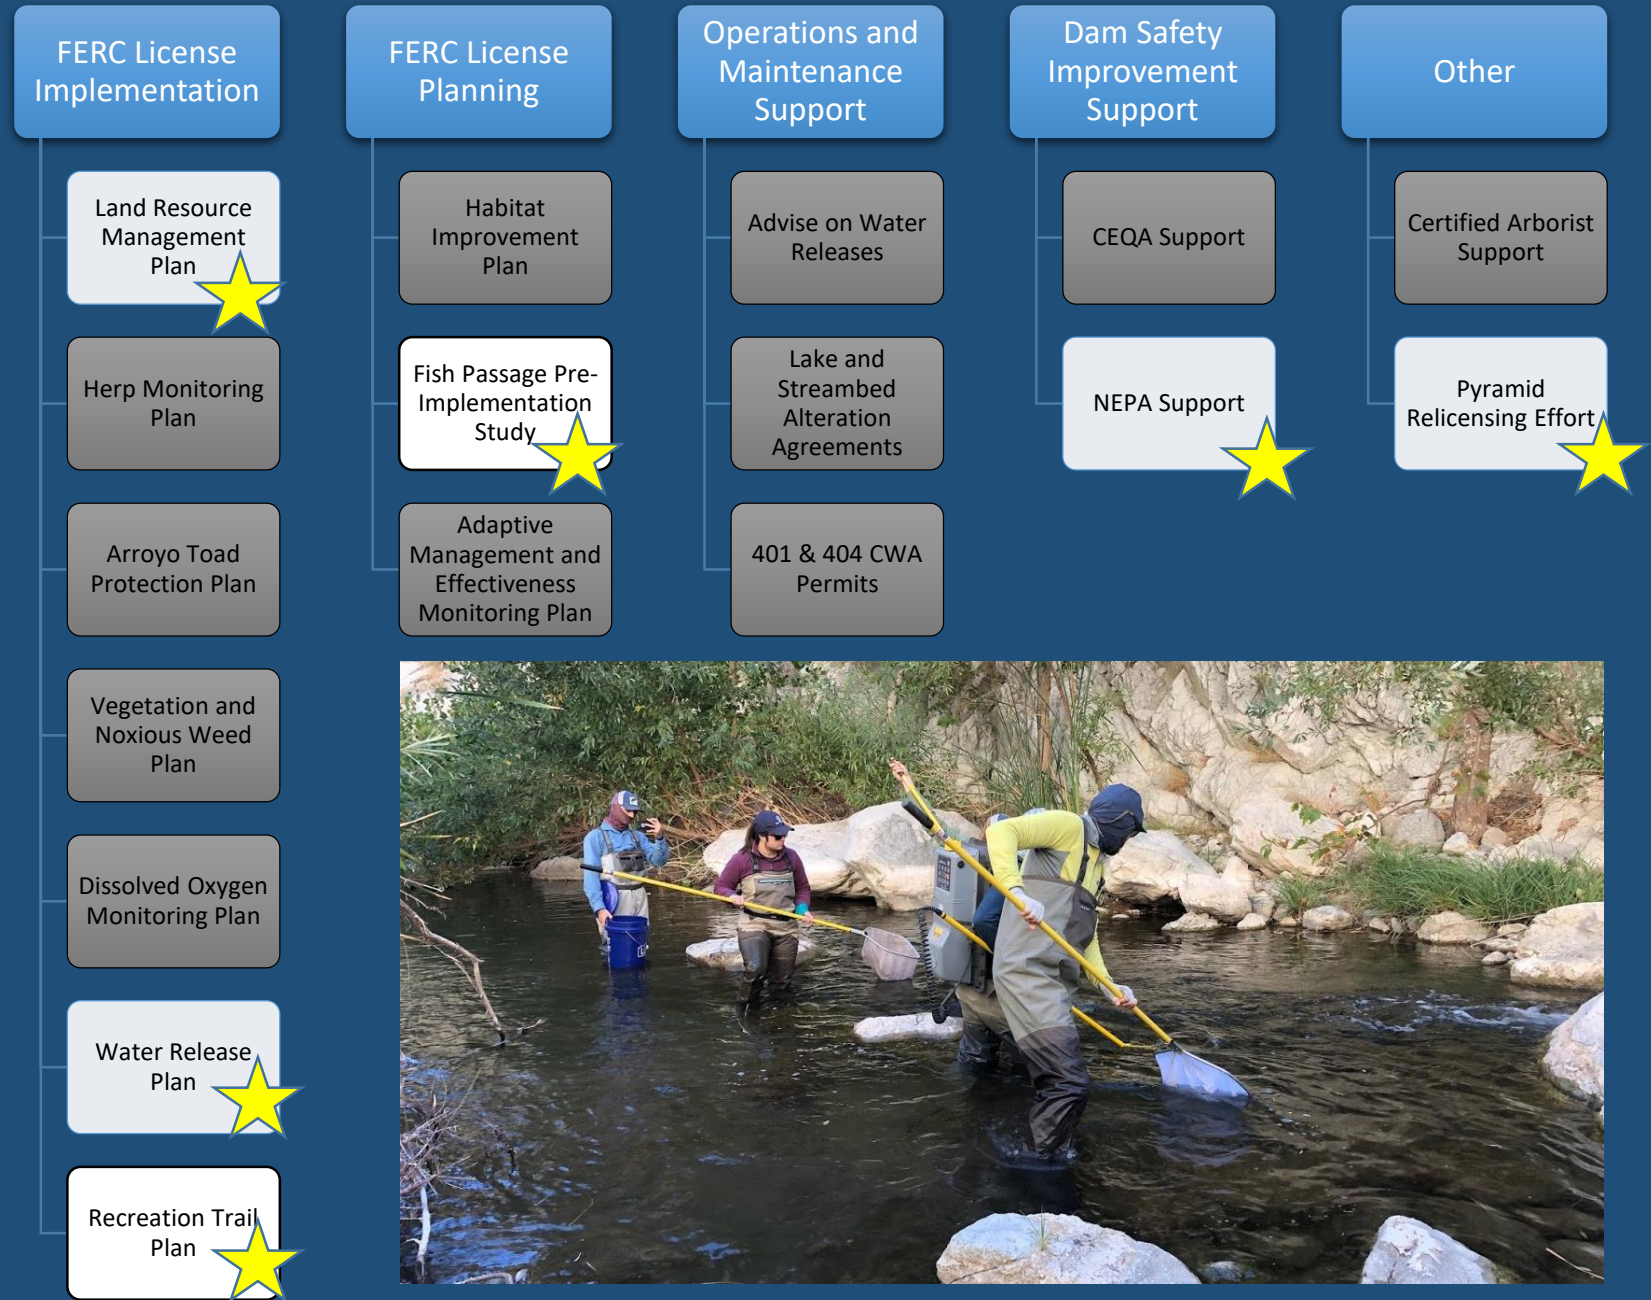 FERC License
Implementation
Land Resource
Management
Plan
Herp Monitoring
Plan
Arroyo Toad
Protection Plan
Vegetation and
Noxious Weed
Plan
Dissolved Oxygen
Monitoring Plan
Water Release
Plan
Recreation Trail
Plan
FERC License
Planning
Habitat
Improvement
Plan
Fish Passage Pre-
Implementation
Study
Adaptive
Management and
Effectiveness
Monitoring Plan
Operations and
Maintenance
Support
Advise on Water
Releases
Lake and
Streambed
Alteration
Agreements
401 & 404 CWA
Permits
Dam Safety
Improvement
Support
CEQA Support
NEPA Support
Other
Certified Arborist
Support
Pyramid
Relicensing Effort